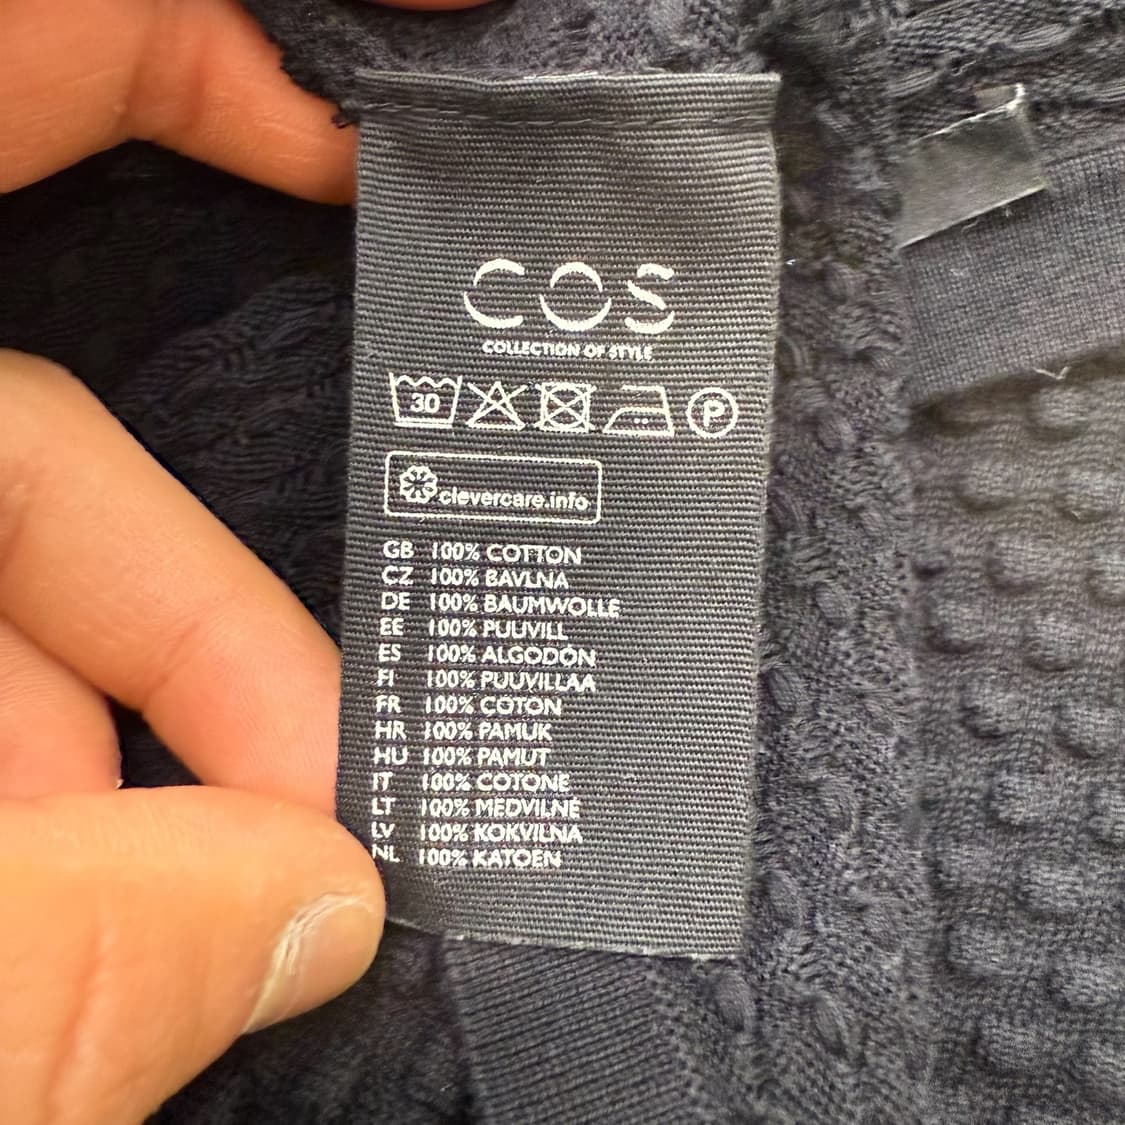 COS
COLLECTION OF STYLE
30 P
clevercare.info
GB 100% COTTON
CZ 100% BAVLNA
DE 100% BAUMWOLLE
EE 100% PUUVILL
ES 100% ALGODÓN
FI 100% PUUVILLAA
FR 100% COTON
HR 100% PAMUK
HU 100% PAMUT
IT 100% COTONE
LT 100% MEDVILNĖ
LV 100% KOKVILNA
NL 100% KATOEN